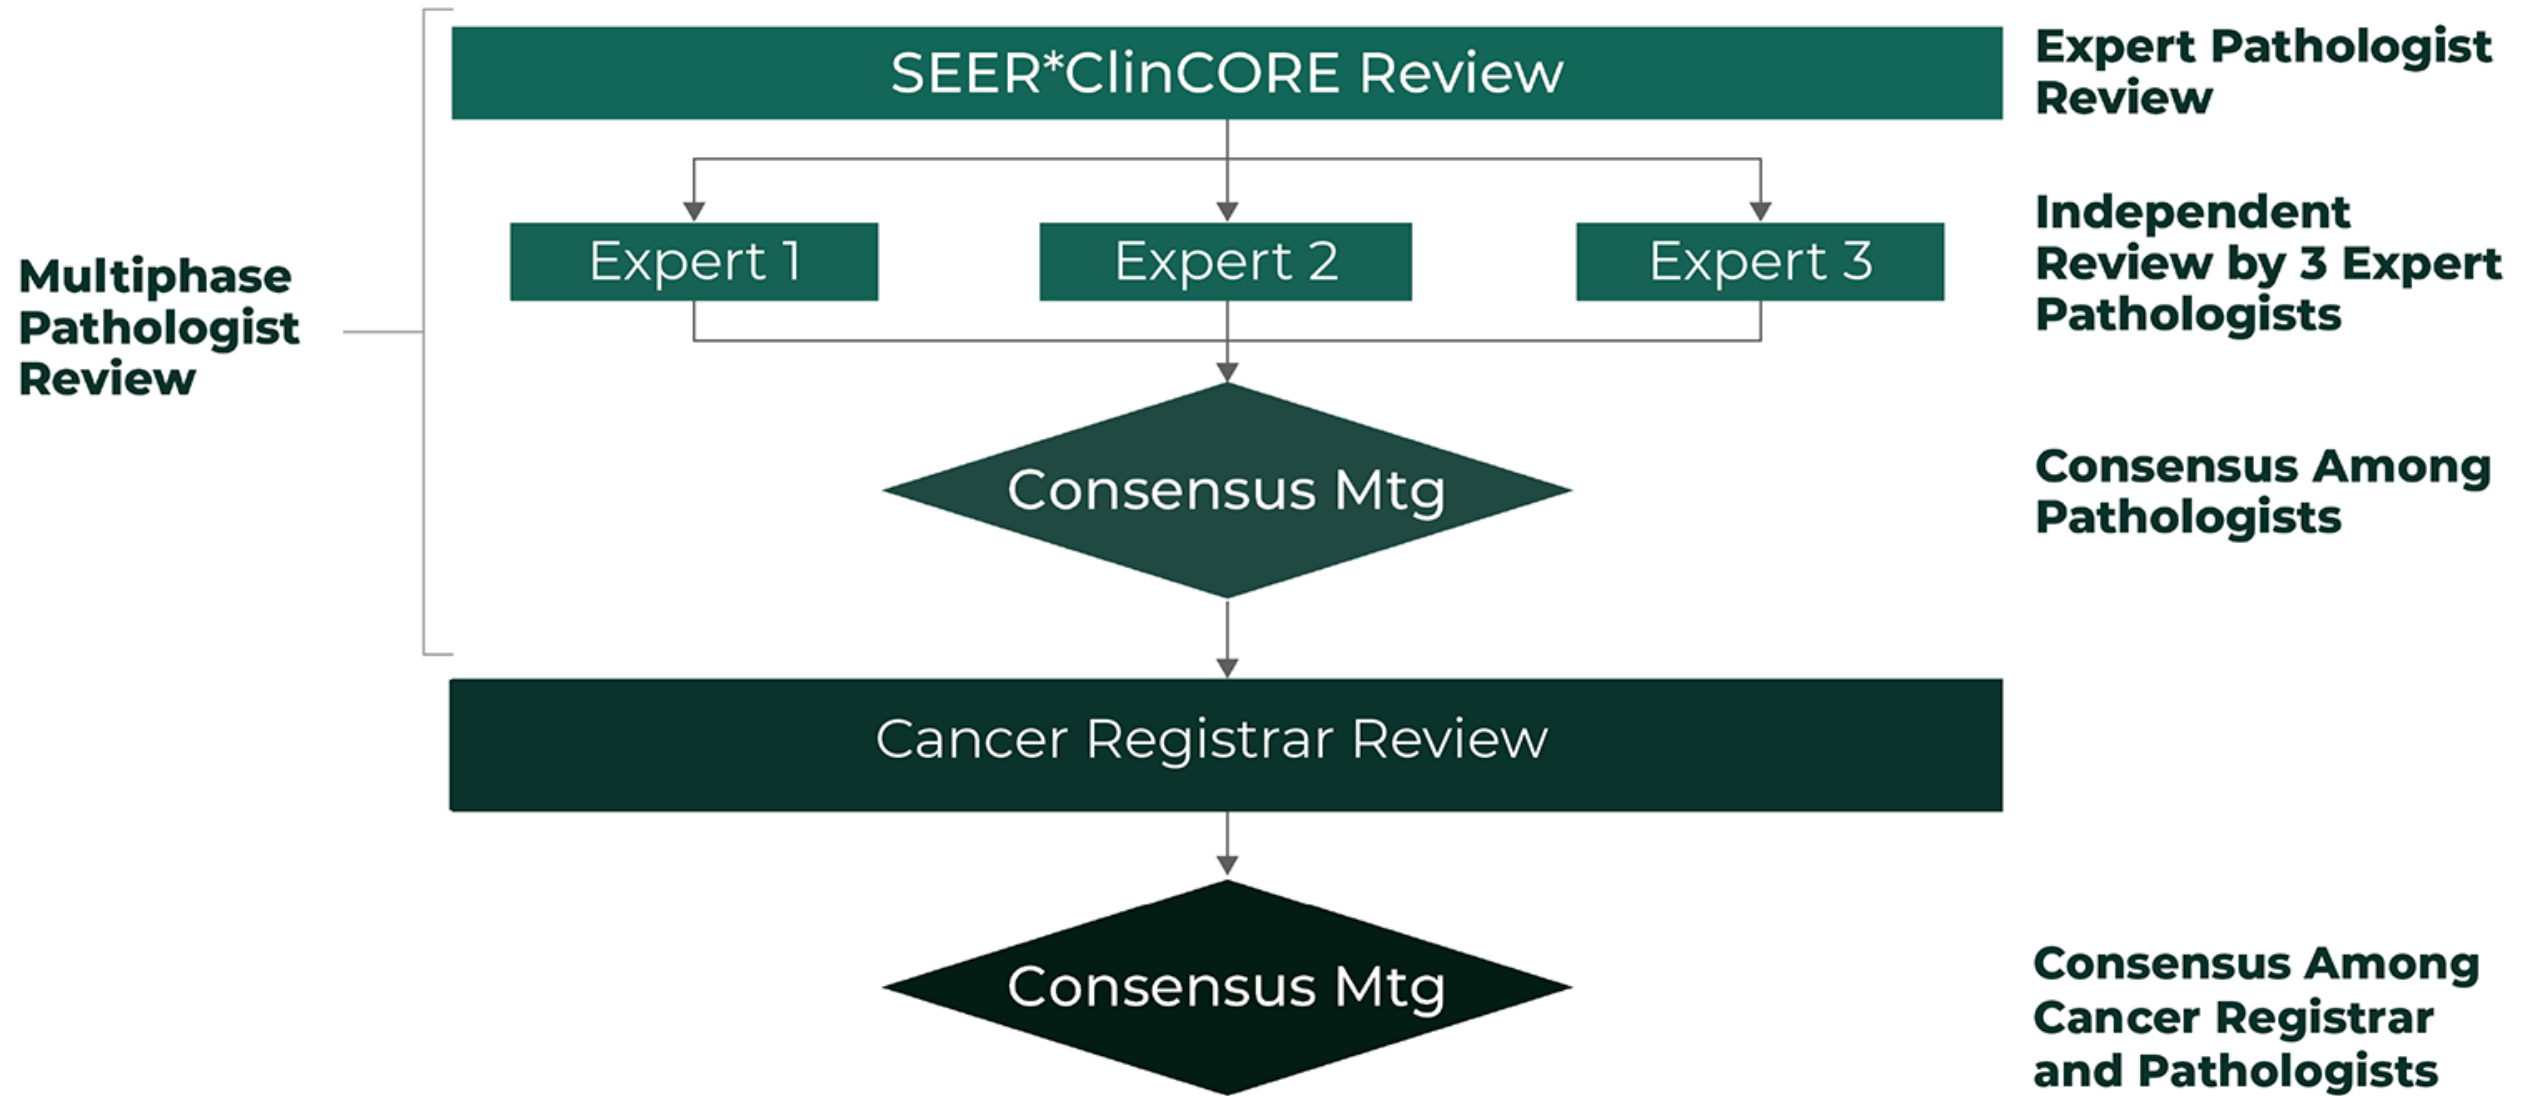 SEER*ClinCORE Review
Expert Pathologist
Review
Expert 1
Expert 2
Expert 3
Independent
Review by 3 Expert
Pathologists
Multiphase
Pathologist
Review
Consensus Mtg
Consensus Among
Pathologists
Cancer Registrar Review
Consensus Mtg
Consensus Among
Cancer Registrar
and Pathologists